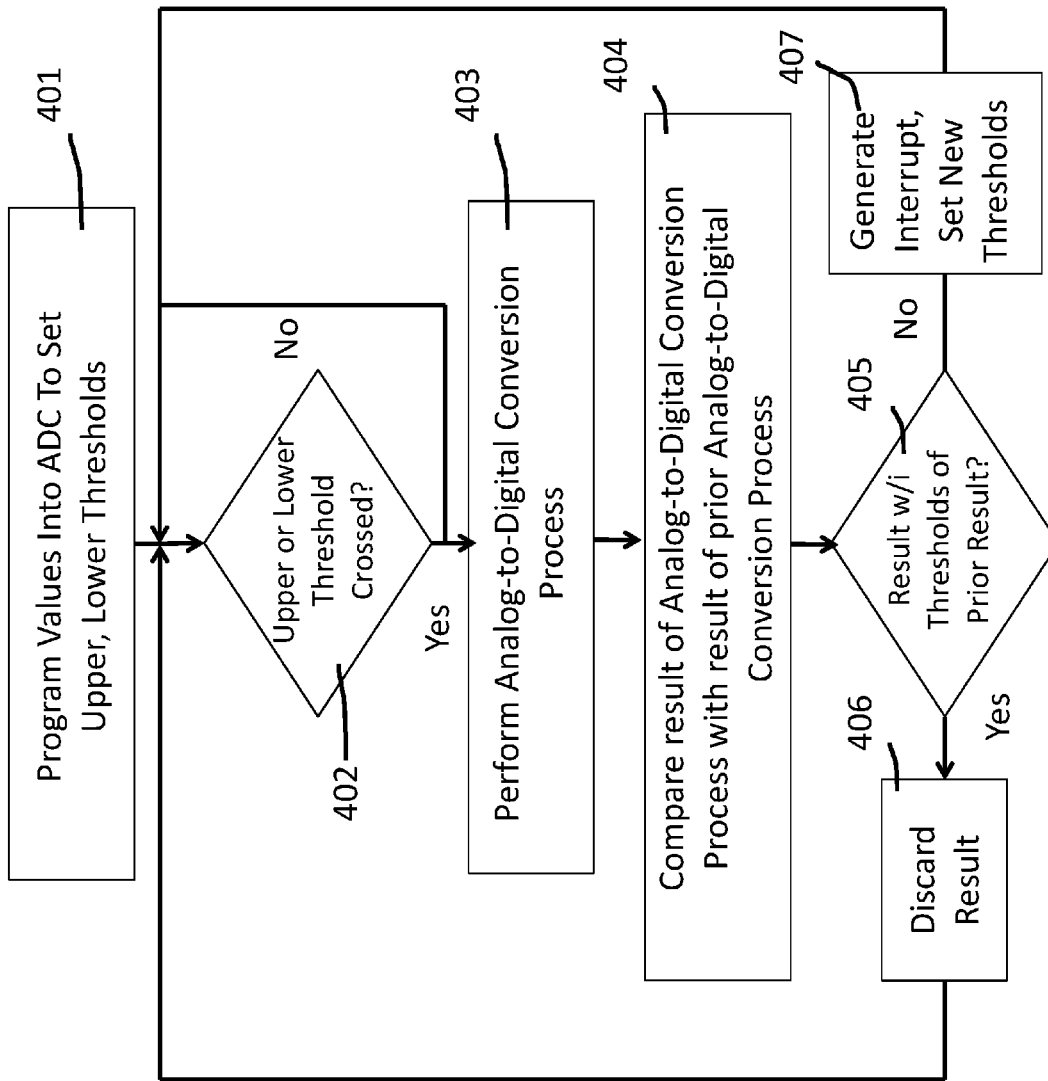 Program Values Into ADC To Set
Upper, Lower Thresholds
401
Upper or Lower
Threshold
Crossed?
402
No
Yes
Perform Analog-to-Digital Conversion
Process
403
Compare result of Analog-to-Digital Conversion
Process with result of prior Analog-to-Digital
Conversion Process
404
Result w/i
Thresholds of
Prior Result?
405
Yes
No
Discard
Result
406
Generate
Interrupt,
Set New
Thresholds
407